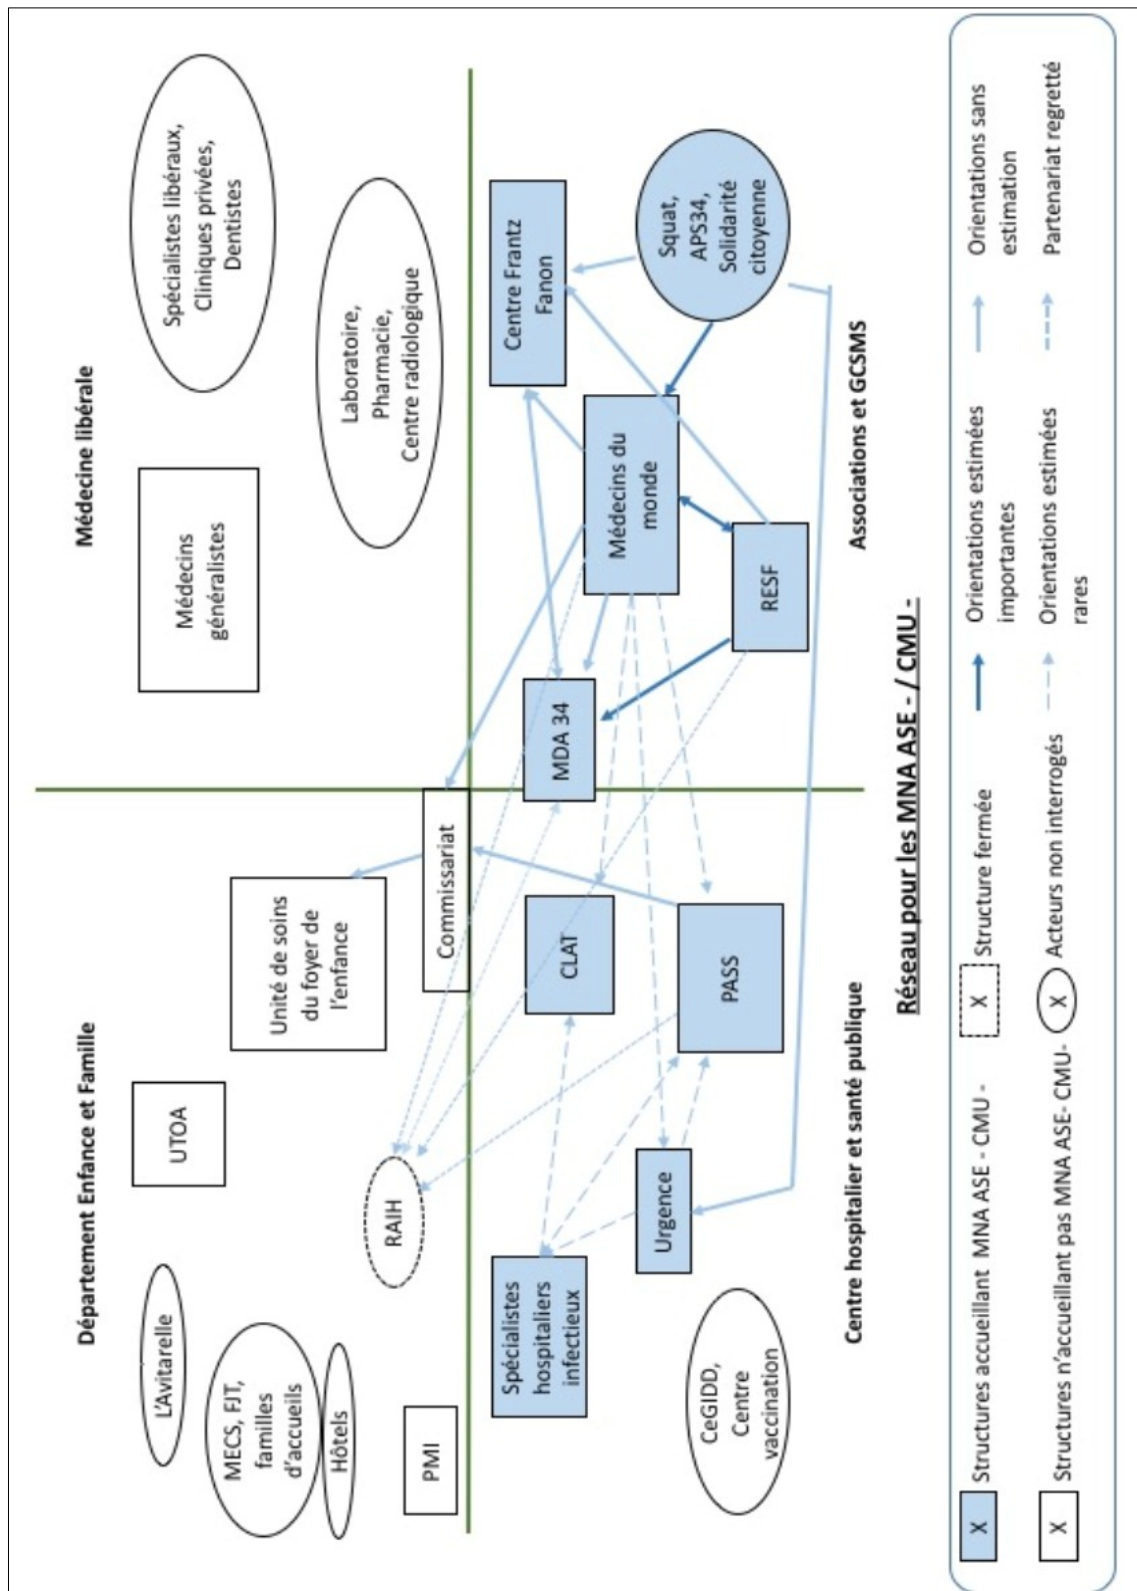 Département Enfance et Famille
Médecine libérale
L'Avitarelle
UTOA
Médecins
généralistes
Spécialistes libéraux,
Cliniques privées,
Dentistes
MECS, FJT,
familles
d'accueils
Hôtels
Unité de soins
du foyer de
l'enfance
Laboratoire,
Pharmacie,
Centre radiologique
RAIH
PMI
Commissariat
Spécialistes
hospitaliers
infectieux
CLAT
MDA 34
Centre Frantz
Fanon
Urgence
Médecins du
monde
Squat,
APS34,
Solidarité
citoyenne
CeGIDD,
Centre
vaccination
PASS
RESF
Centre hospitalier et santé publique
Associations et GCSMS
Réseau pour les MNA ASE - / CMU -
X
Structures accueillant MNA ASE - CMU -
X
Structure fermée
Orientations estimées
importantes
Orientations sans
estimation
X
Structures n'accueillant pas MNA ASE- CMU-
X
Acteurs non interrogés
Orientations estimées
rares
Partenariat regretté